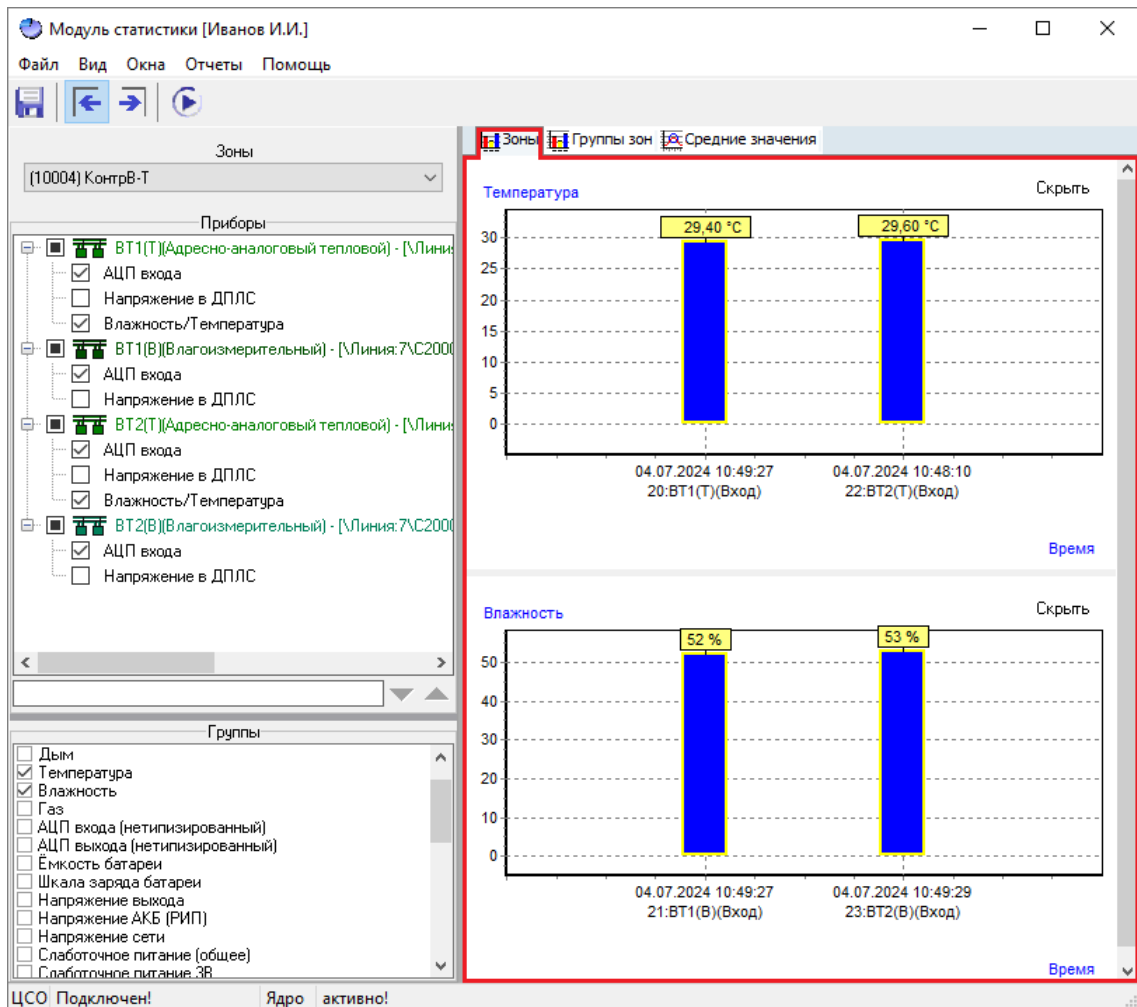 Модуль статистики [Иванов И.И.]
Файл Вид Окна Отчеты Помощь
Зоны
(10004) КонтрВ-Т
Приборы
ВТ1(Т)(Адресно-аналоговый тепловой) - [\Лини
АЦП входа
Напряжение в ДПЛС
Влажность/Температура
ВТ1(В)(Влагоизмерительный) - [\Линия:7\С200
АЦП входа
Напряжение в ДПЛС
ВТ2(Т)(Адресно-аналоговый тепловой) - [\Лини
АЦП входа
Напряжение в ДПЛС
Влажность/Температура
ВТ2(В)(Влагоизмерительный) - [\Линия:7\С200
АЦП входа
Напряжение в ДПЛС
Группы
Дым
Температура
Влажность
Газ
АЦП входа (нетипизированный)
АЦП выхода (нетипизированный)
Ёмкость батареи
Шкала заряда батареи
Напряжение выхода
Напряжение АКБ (РИП)
Напряжение сети
Слаботочное питание (общее)
Слаботочное питание ЗВ
Зоны Группы зон Средние значения
Температура Скрыть
29,40 °C 29,60 °C
30
25
20
15
10
5
0
04.07.2024 10:49:27 04.07.2024 10:48:10
20:ВТ1(Т)(Вход) 22:ВТ2(Т)(Вход)
Время
Влажность Скрыть
52 % 53 %
50
40
30
20
10
0
04.07.2024 10:49:27 04.07.2024 10:49:29
21:ВТ1(В)(Вход) 23:ВТ2(В)(Вход)
Время
ЦСО Подключен! Ядро активно!